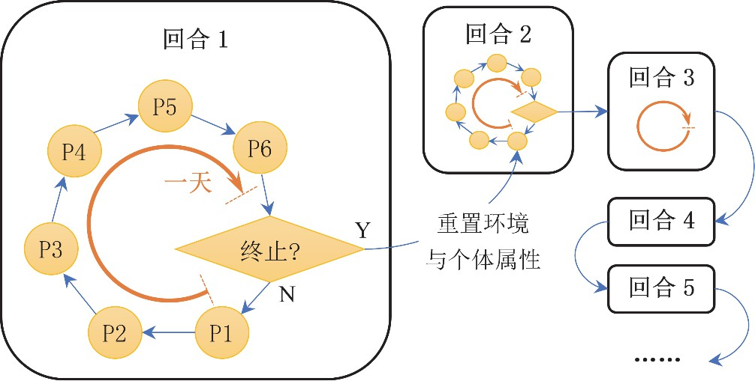 回合 1
P5
P4
P6
一天
P3
终止?
Y
N
P2
P1
回合 2
重置环境
与个体属性
回合 3
回合 4
回合 5
……